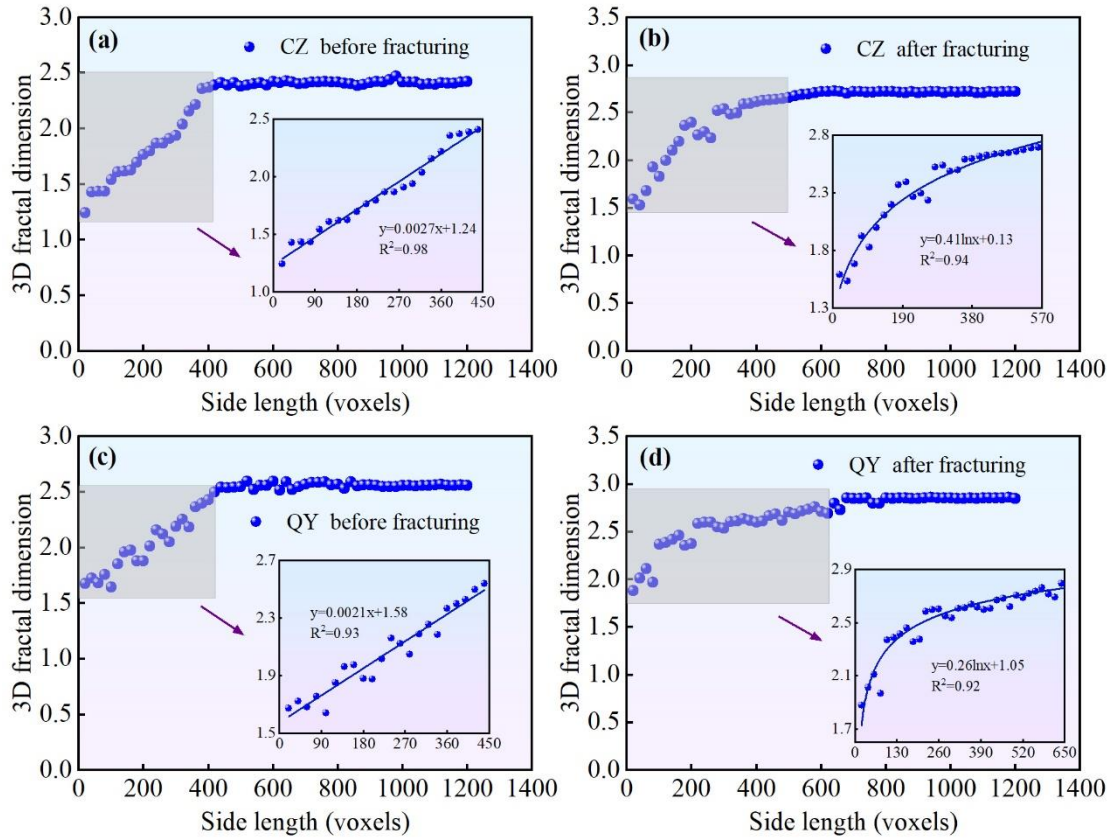 (a)
CZ before fracturing
3D fractal dimension
3.0
2.5
2.0
1.5
1.0
0.5
0.0
0 200 400 600 800 1000 1200 1400
Side length (voxels)
2.5
2.0
1.5
1.0
0 90 180 270 360 450
y=0.0027x+1.24
R²=0.98
(b)
CZ after fracturing
3D fractal dimension
3.5
3.0
2.5
2.0
1.5
1.0
0.5
0.0
0 200 400 600 800 1000 1200 1400
Side length (voxels)
2.8
2.3
1.8
1.3
0 190 380 570
y=0.41lnx+0.13
R²=0.94
(c)
QY before fracturing
3D fractal dimension
3.0
2.5
2.0
1.5
1.0
0.5
0.0
0 200 400 600 800 1000 1200 1400
Side length (voxels)
2.7
2.3
1.9
1.5
0 90 180 270 360 450
y=0.0021x+1.58
R²=0.93
(d)
QY after fracturing
3D fractal dimension
3.5
3.0
2.5
2.0
1.5
1.0
0.5
0.0
0 200 400 600 800 1000 1200 1400
Side length (voxels)
2.9
2.6
2.3
2.0
1.7
0 130 260 390 520 650
y=0.26lnx+1.05
R²=0.92